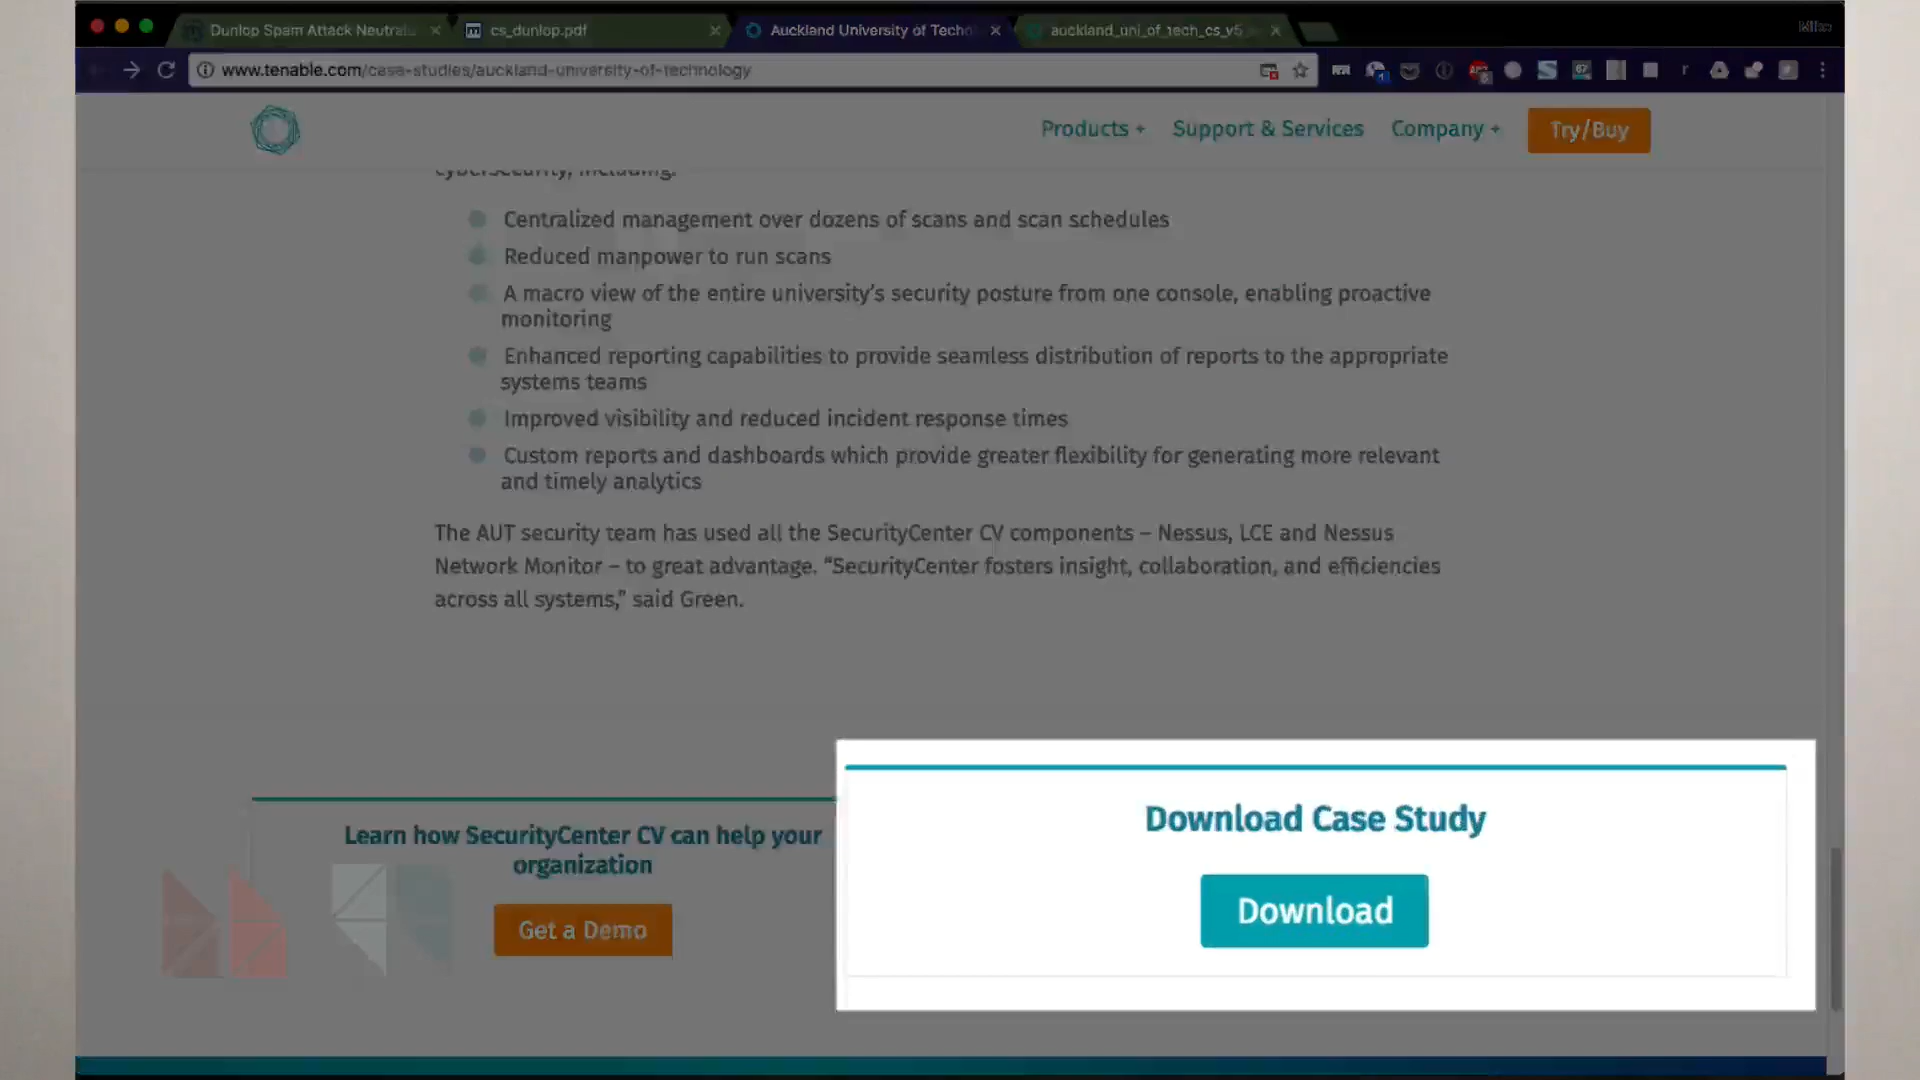 Dunlop Spam Attack Neutrali
cs_dunlop.pdf
Auckland University of Techno
auckland_uni_of_tech_cs_v5
Mike
www.tenable.com/case-studies/auckland-university-of-technology
Products +
Support & Services
Company +
Try/Buy
cybersecurity, including:
Centralized management over dozens of scans and scan schedules
Reduced manpower to run scans
A macro view of the entire university's security posture from one console, enabling proactive
monitoring
Enhanced reporting capabilities to provide seamless distribution of reports to the appropriate
systems teams
Improved visibility and reduced incident response times
Custom reports and dashboards which provide greater flexibility for generating more relevant
and timely analytics
The AUT security team has used all the SecurityCenter CV components – Nessus, LCE and Nessus
Network Monitor – to great advantage. “SecurityCenter fosters insight, collaboration, and efficiencies
across all systems,” said Green.
Learn how SecurityCenter CV can help your
organization
Get a Demo
Download Case Study
Download